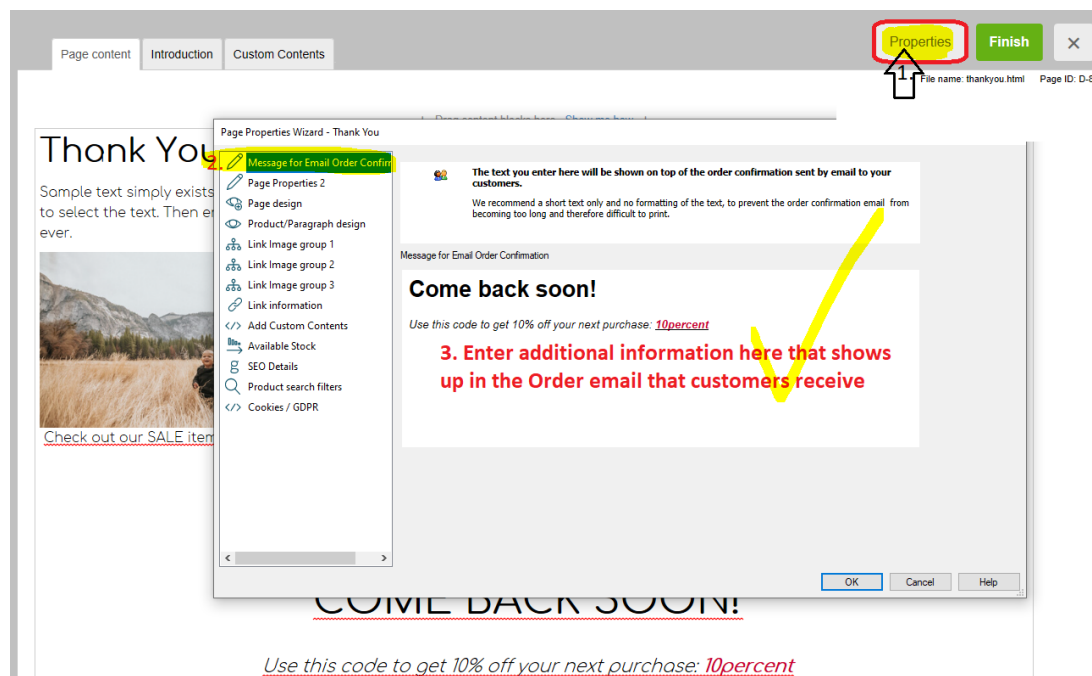 Page content Introduction Custom Contents
Properties Finish ×
1.
File name: thankyou.html Page ID: D-8
Drag content blocks here - Show me how
Thank You
Sample text simply exists
to select the text. Then
ever.
Check out our SALE item
Page Properties Wizard - Thank You
2.
Message for Email Order Confirm
Page Properties 2
Page design
Product/Paragraph design
Link Image group 1
Link Image group 2
Link Image group 3
Link information
Add Custom Contents
Available Stock
SEO Details
Product search filters
Cookies / GDPR
The text you enter here will be shown on top of the order confirmation sent by email to your
customers.
We recommend a short text only and no formatting of the text, to prevent the order confirmation email from
becoming too long and therefore difficult to print.
Message for Email Order Confirmation
Come back soon!
Use this code to get 10% off your next purchase: 10percent
3. Enter additional information here that shows
up in the Order email that customers receive
OK Cancel Help
COME BACK SOON!
Use this code to get 10% off your next purchase: 10percent